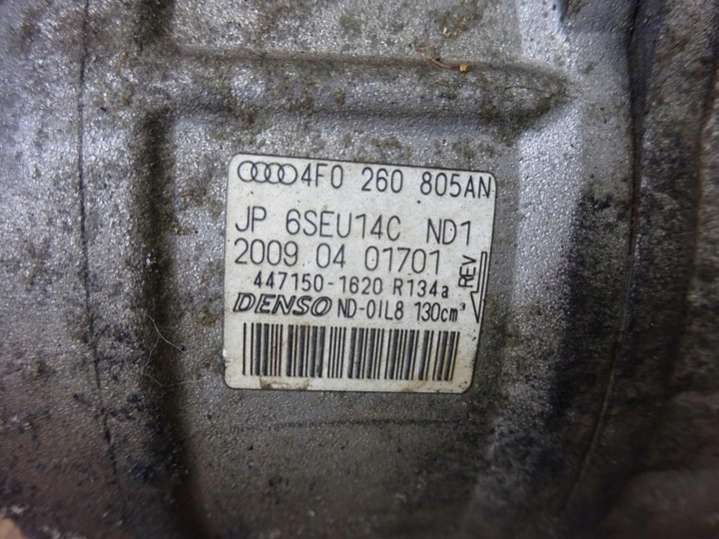 4F0 260 805AN
JP 6SEU14C ND1
2009 04 01701
447150-1620 R134a
REV
DENSO ND-OIL8 130cm³